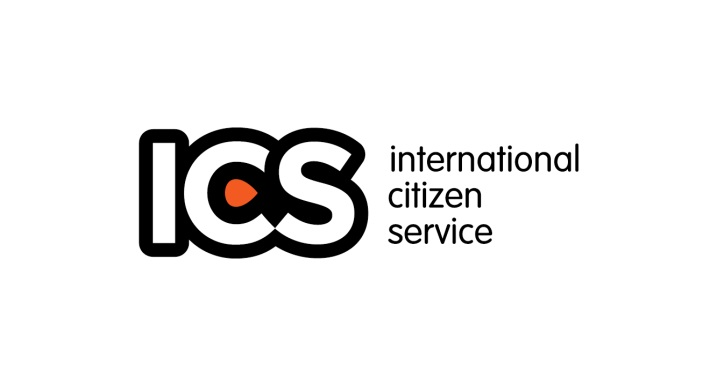 ICS
international
citizen
service